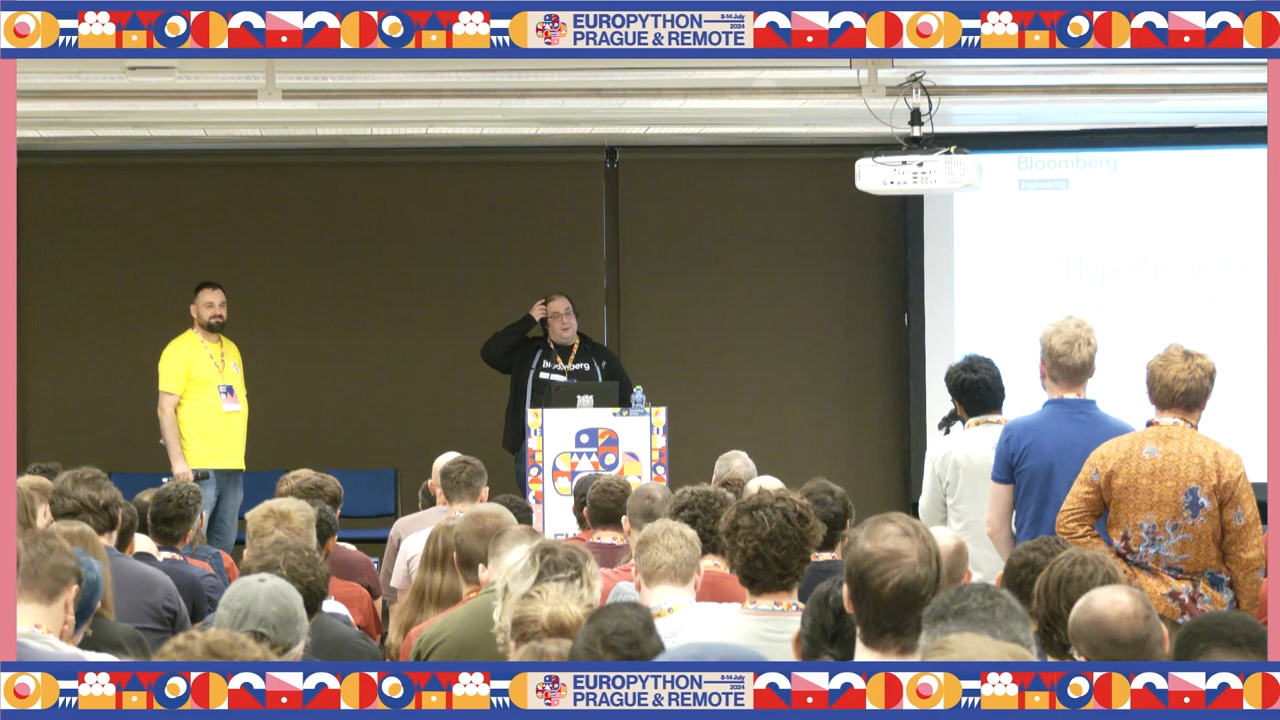 EUROPYTHON
8-14 July
2024
PRAGUE & REMOTE
Bloomberg
Engineering
Bloomberg
EUROPYTHON
8-14 July
2024
PRAGUE & REMOTE